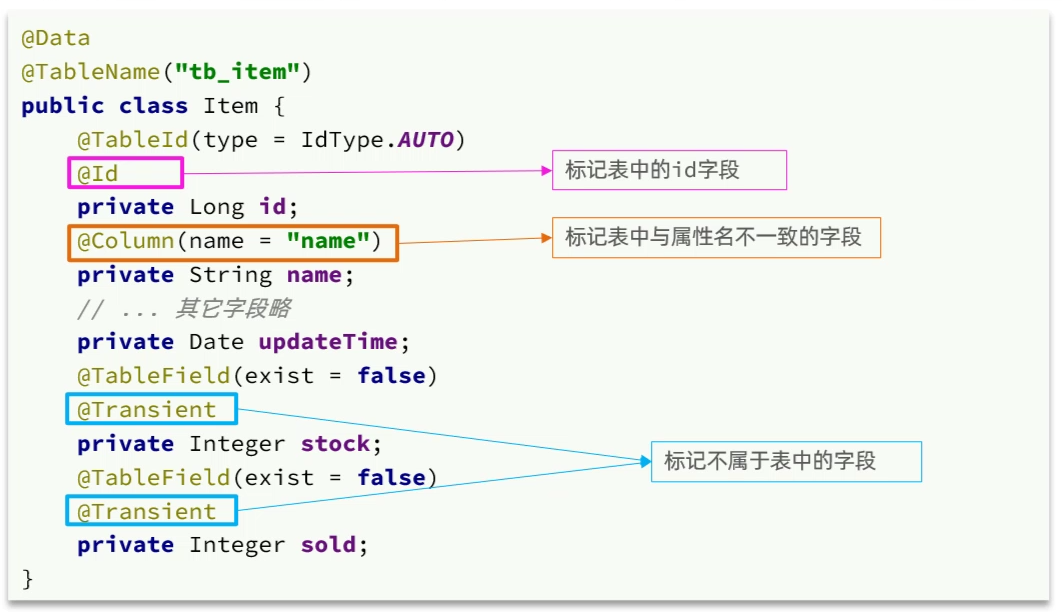 @Data
@TableName("tb_item")
public class Item {
@TableId(type = IdType.AUTO)
@Id
标记表中的id字段
private Long id;
@Column(name = "name")
标记表中与属性名不一致的字段
private String name;
// ... 其它字段略
private Date updateTime;
@TableField(exist = false)
@Transient
private Integer stock;
标记不属于表中的字段
@TableField(exist = false)
@Transient
private Integer sold;
}